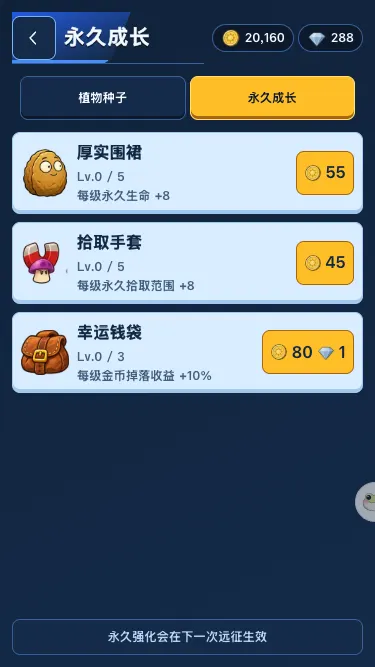 永久成长
20,160
288
植物种子
永久成长
厚实围裙
Lv.0 / 5
每级永久生命 +8
55
拾取手套
Lv.0 / 5
每级永久拾取范围 +8
45
幸运钱袋
Lv.0 / 3
每级金币掉落收益 +10%
80 1
永久强化会在下一次远征生效